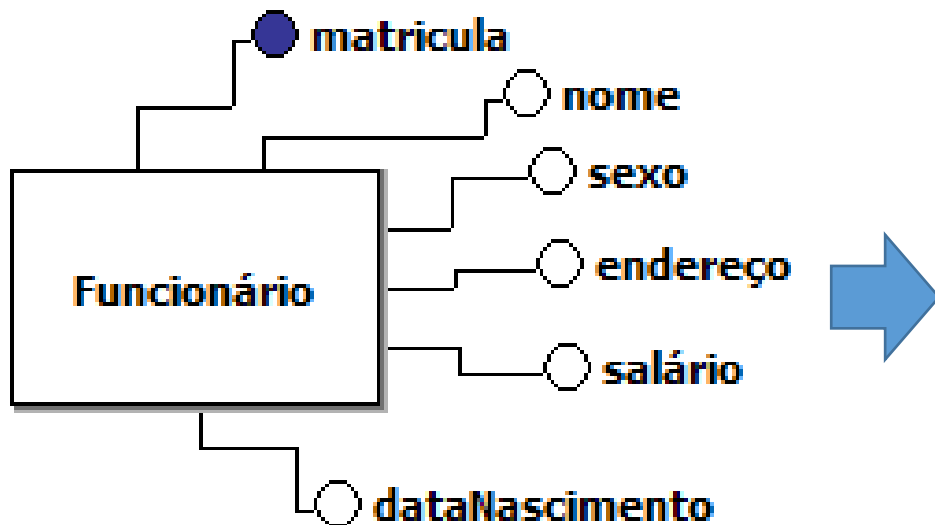 matricula
nome
sexo
endereço
Funcionário
salário
dataNascimento